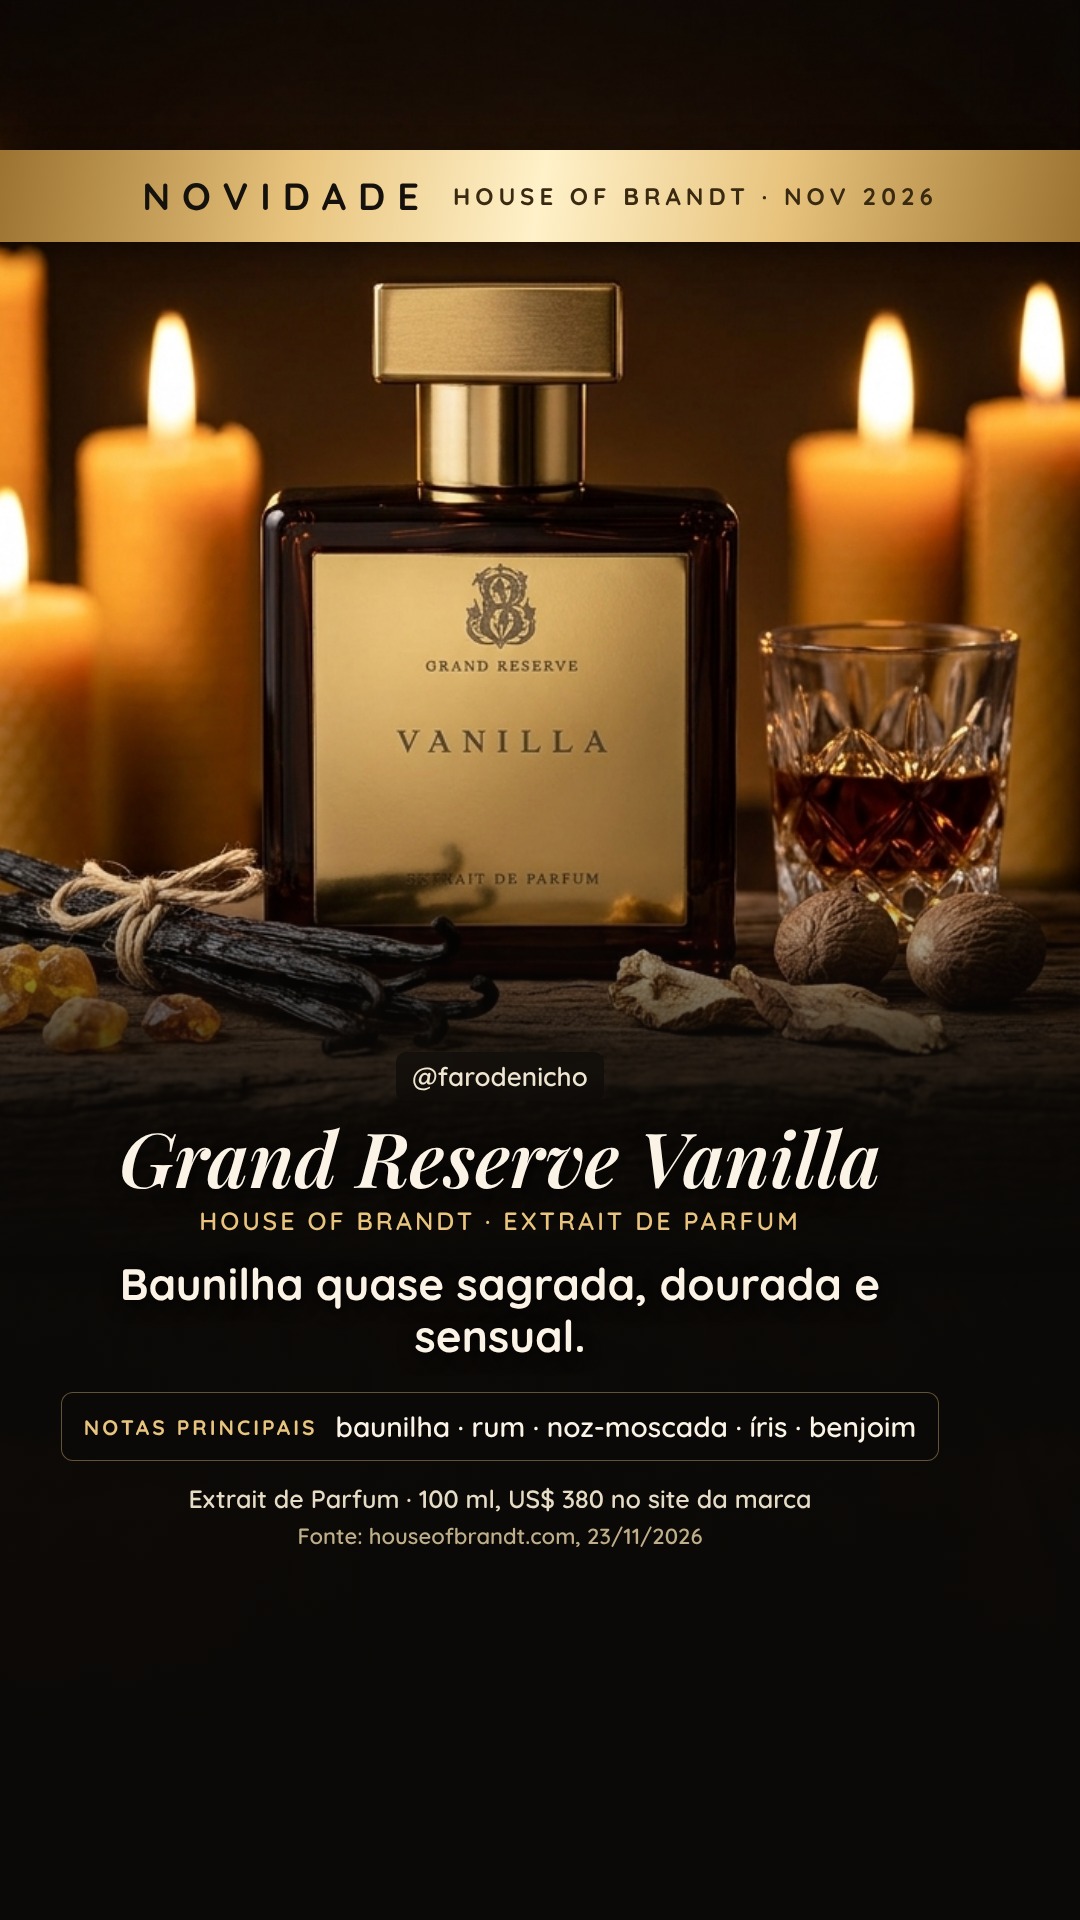 NOVIDADE HOUSE OF BRANDT · NOV 2026
GRAND RESERVE
VANILLA
EXTRAIT DE PARFUM
@farodenicho
Grand Reserve Vanilla
HOUSE OF BRANDT · EXTRAIT DE PARFUM
Baunilha quase sagrada, dourada e
sensual.
NOTAS PRINCIPAIS baunilha · rum · noz-moscada · íris · benjoim
Extrait de Parfum · 100 ml, US$ 380 no site da marca
Fonte: houseofbrandt.com, 23/11/2026